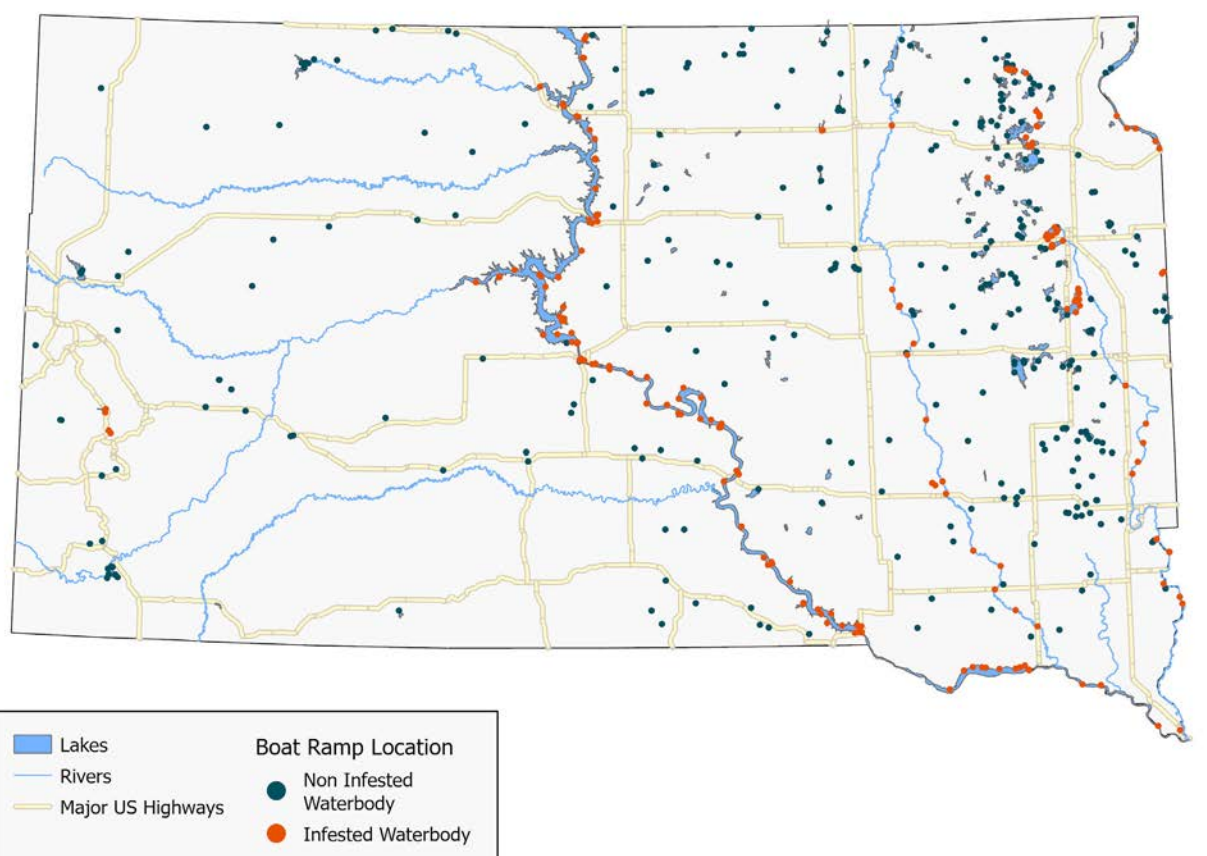 Lakes
Rivers
Major US Highways
Boat Ramp Location
Non Infested
Waterbody
Infested Waterbody